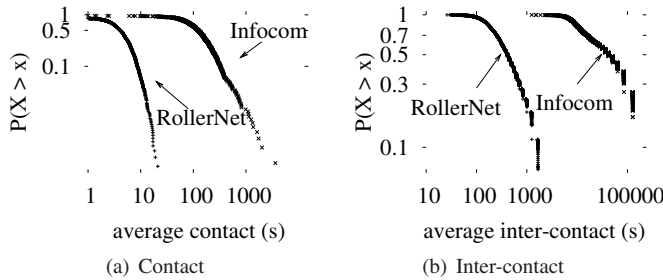 1
0.5
0.1
P(X > x)
Infocom
RollerNet
1 10 100 1000
average contact (s)
(a) Contact
1
0.7
0.5
0.3
0.1
P(X > x)
RollerNet
Infocom
10 100 1000 100000
average inter-contact (s)
(b) Inter-contact